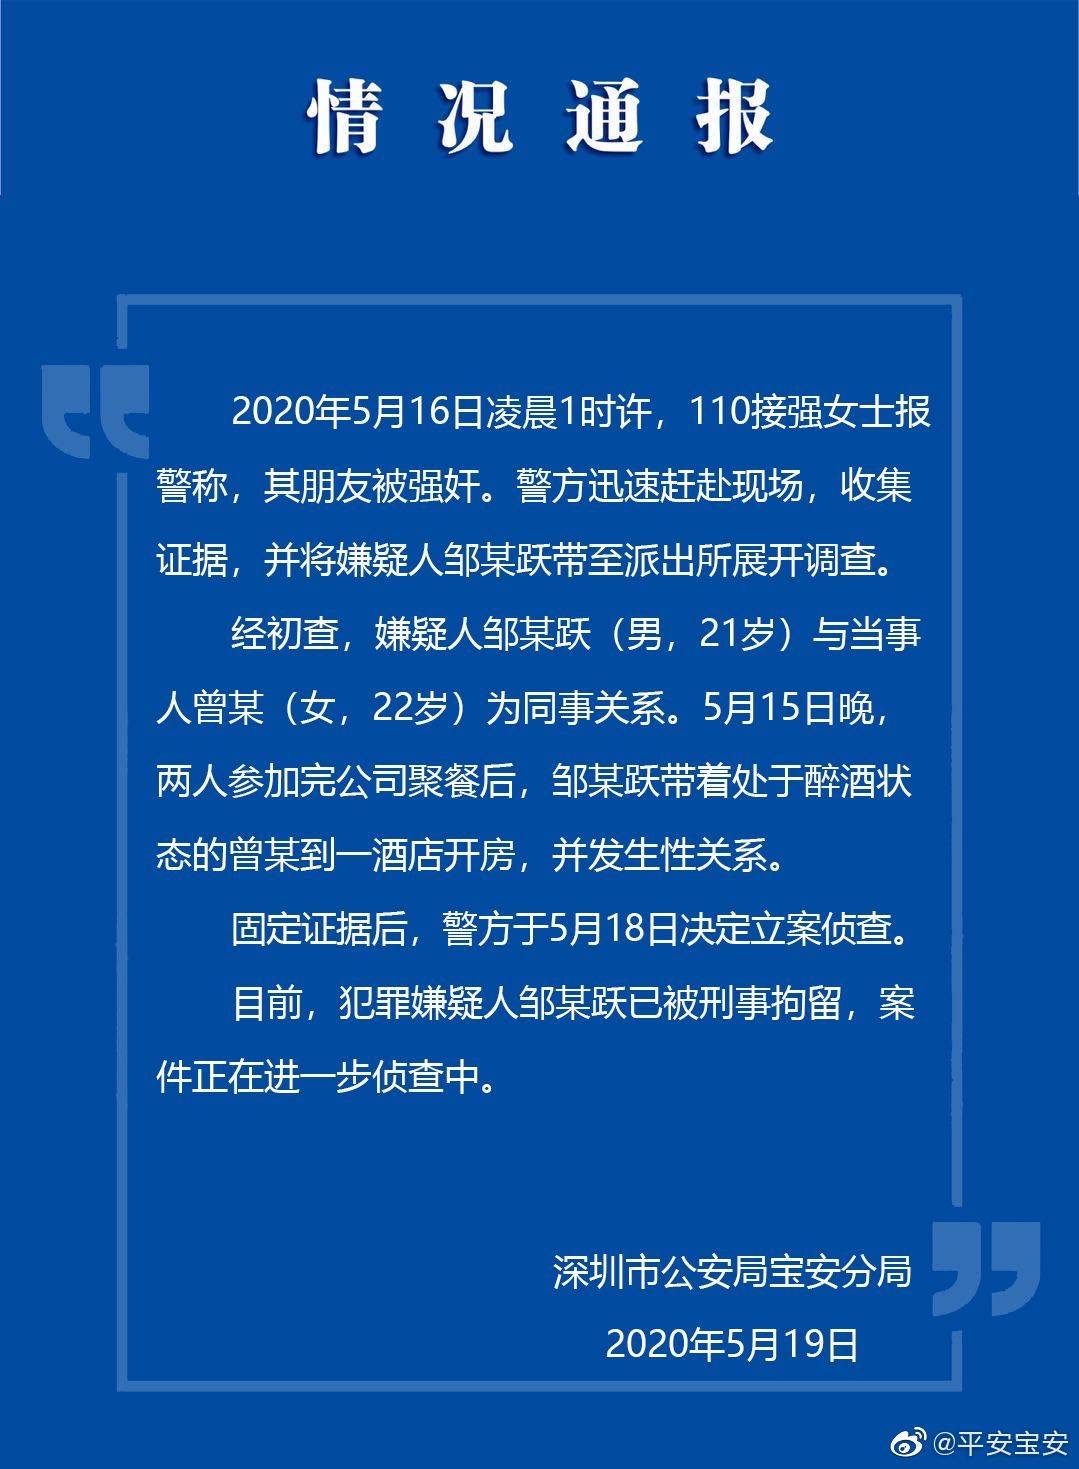 情况通报
2020年5月16日凌晨1时许，110接强女士报
警称，其朋友被强奸。警方迅速赶赴现场，收集
证据，并将嫌疑人邹某跃带至派出所展开调查。
经初查，嫌疑人邹某跃（男，21岁）与当事
人曾某（女，22岁）为同事关系。5月15日晚，
两人参加完公司聚餐后，邹某跃带着处于醉酒状
态的曾某到一酒店开房，并发生性关系。
固定证据后，警方于5月18日决定立案侦查。
目前，犯罪嫌疑人邹某跃已被刑事拘留，案
件正在进一步侦查中。
深圳市公安局宝安分局
2020年5月19日
@平安宝安